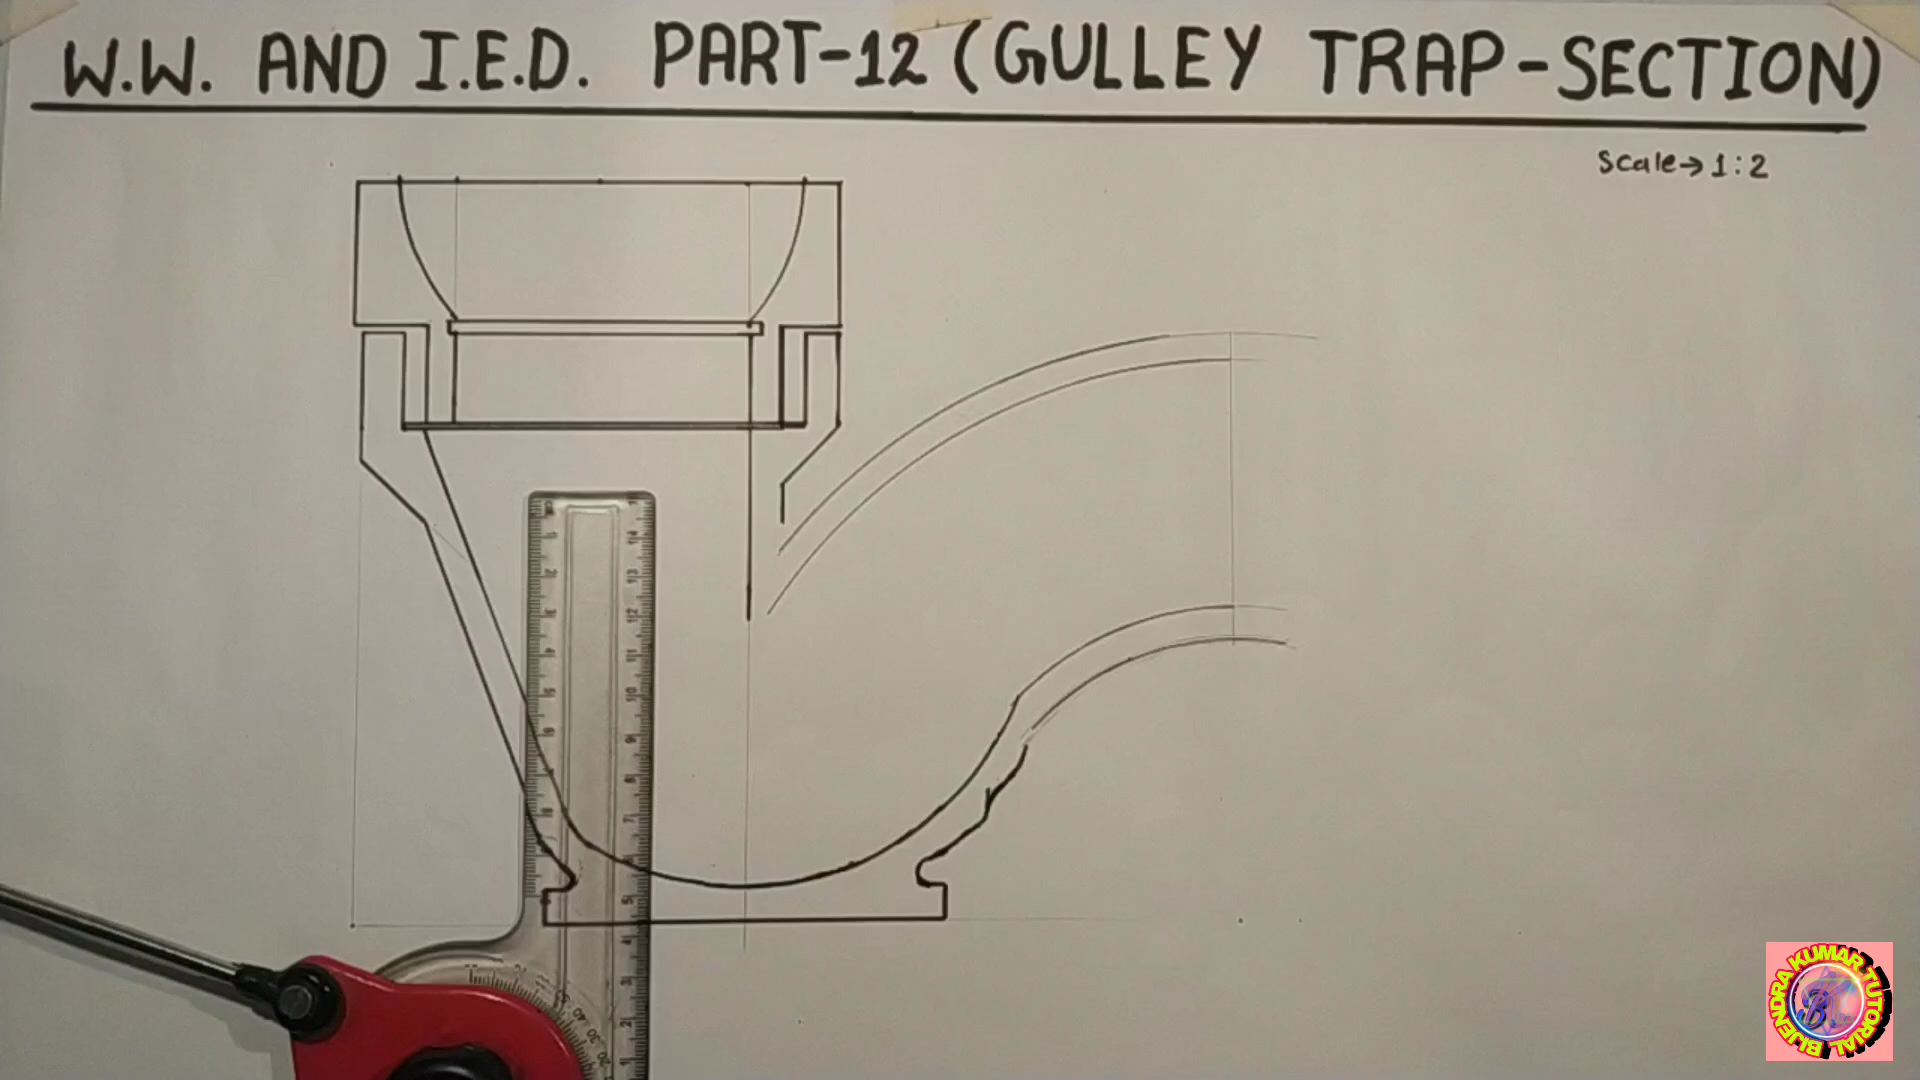 W.W. AND I.E.D. PART-12 (GULLEY TRAP-SECTION)
Scale→1:2
BIJENDRA KUMAR TUTORIAL